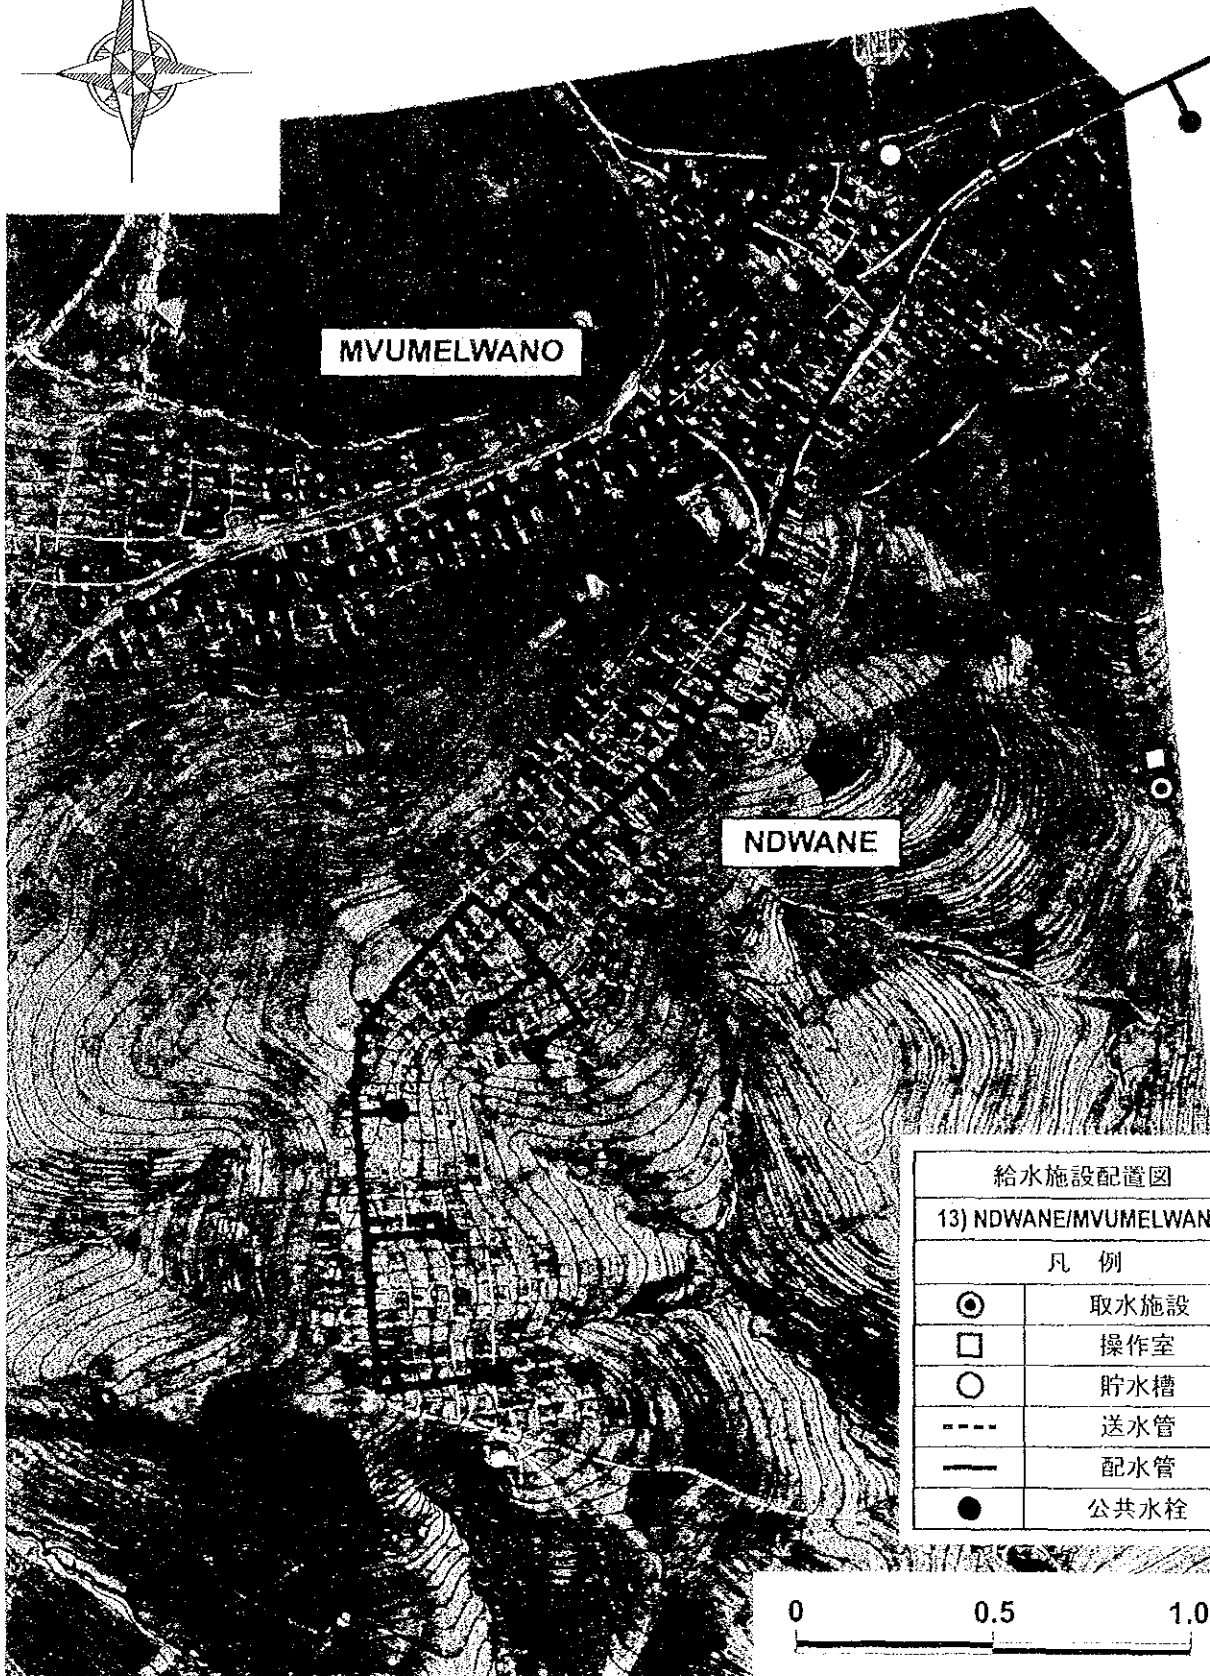 MVUMELWANO
NDWANE
給水施設配置図
13) NDWANE/MVUMELWAN
凡 例
取水施設
操作室
貯水槽
送水管
配水管
公共水栓
0 0.5 1.0